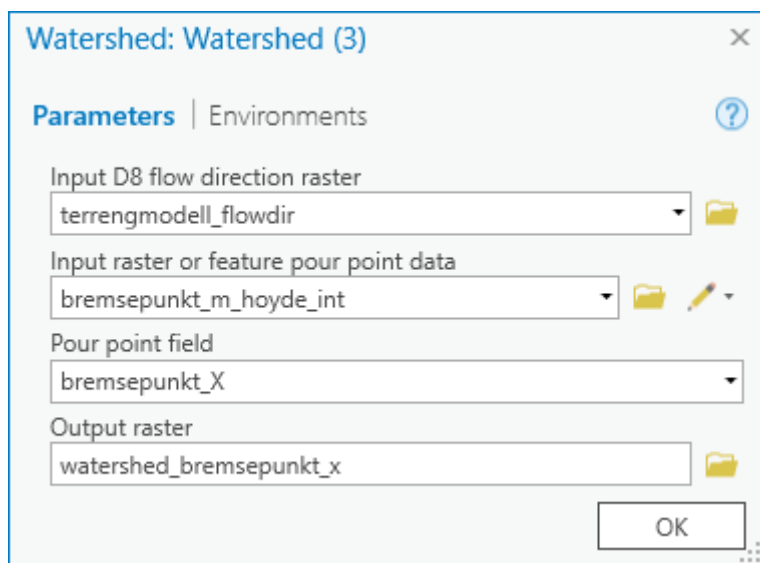 Watershed: Watershed (3)
Parameters | Environments
Input D8 flow direction raster
terrengmodell_flowdir
Input raster or feature pour point data
bremsepunkt_m_hoyde_int
Pour point field
bremsepunkt_X
Output raster
watershed_bremsepunkt_x
OK